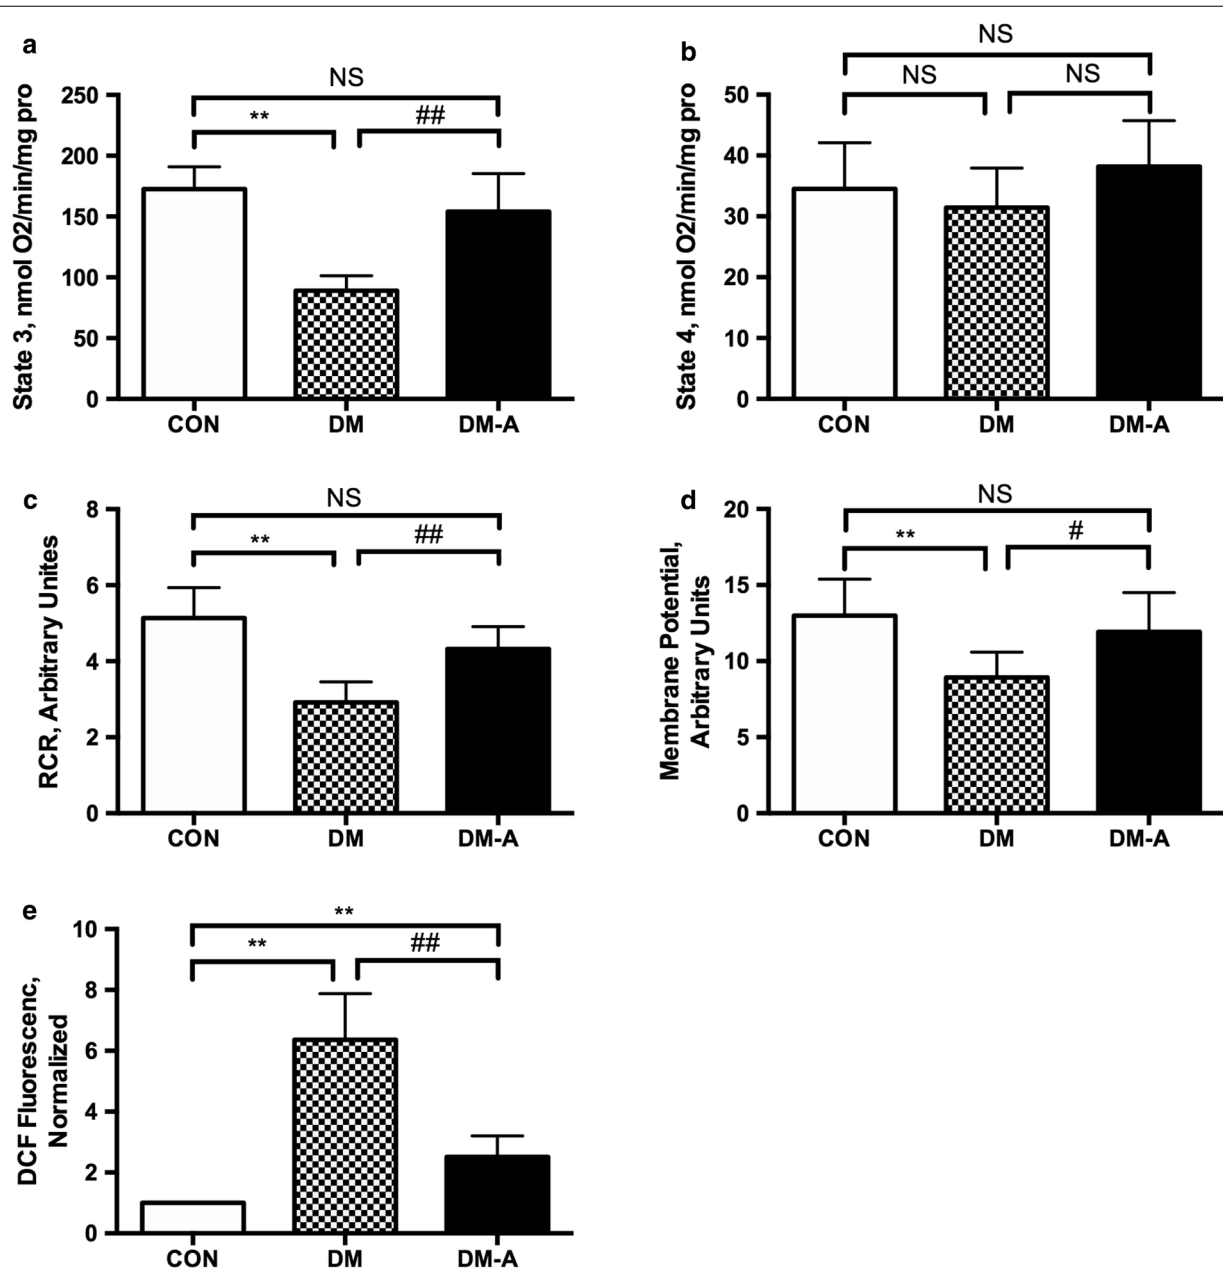 a
State 3, nmol O2/min/mg pro
250
200
150
100
50
0
NS
**
##
CON
DM
DM-A
b
State 4, nmol O2/min/mg pro
50
40
30
20
10
0
NS
NS
NS
CON
DM
DM-A
c
RCR, Arbitrary Unites
8
6
4
2
0
NS
**
##
CON
DM
DM-A
d
Membrane Potential,
Arbitrary Units
20
15
10
5
0
NS
**
#
CON
DM
DM-A
e
DCF Fluorescenc,
Normalized
10
8
6
4
2
0
**
**
##
CON
DM
DM-A